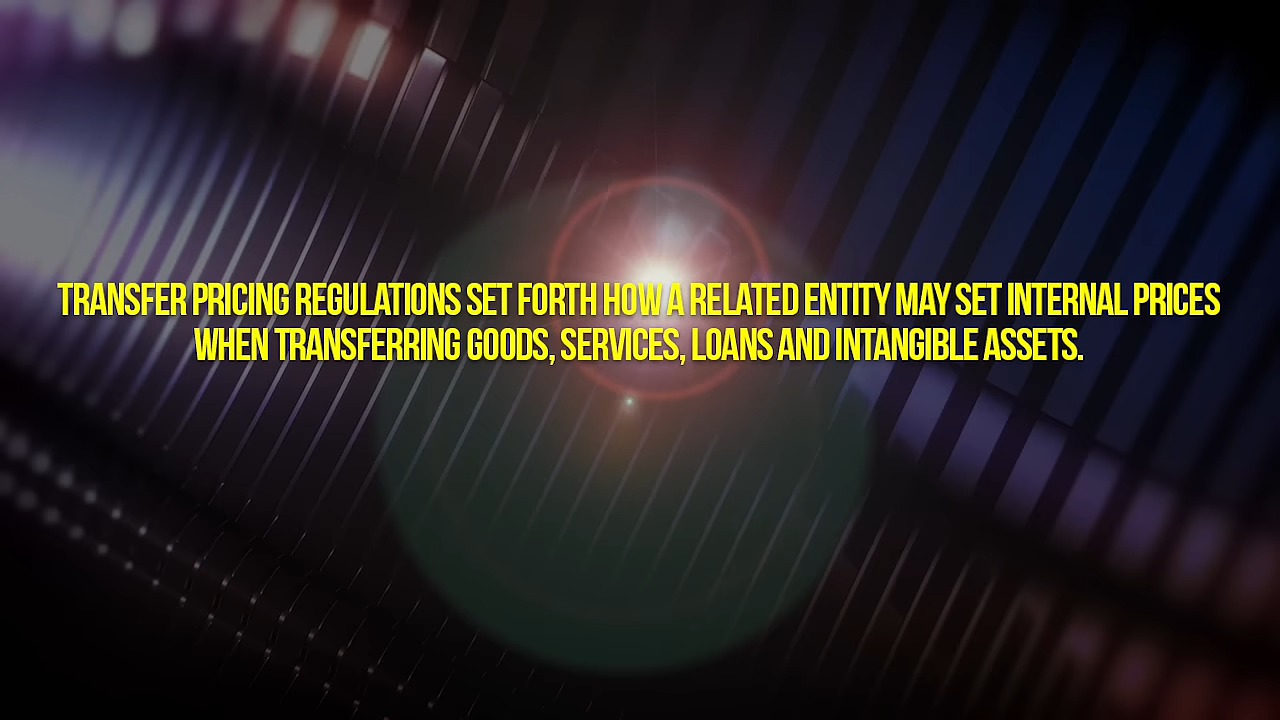 TRANSFER PRICING REGULATIONS SET FORTH HOW A RELATED ENTITY MAY SET INTERNAL PRICES
WHEN TRANSFERRING GOODS, SERVICES, LOANS AND INTANGIBLE ASSETS.